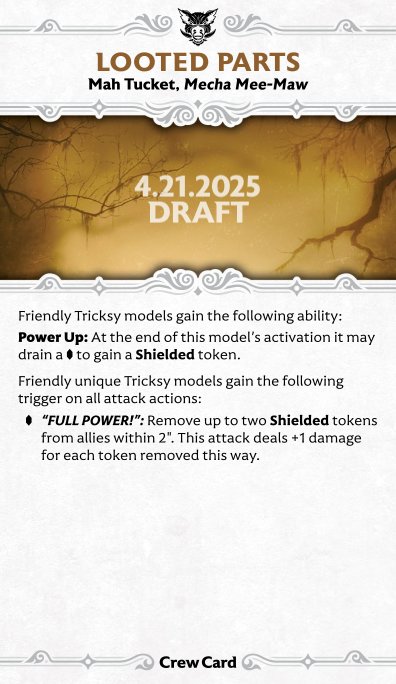 LOOTED PARTS
Mah Tucket, Mecha Mee-Maw
4.21.2025
DRAFT
Friendly Tricksy models gain the following ability:
Power Up: At the end of this model's activation it may
drain a to gain a Shielded token.
Friendly unique Tricksy models gain the following
trigger on all attack actions:
"FULL POWER!": Remove up to two Shielded tokens
from allies within 2". This attack deals +1 damage
for each token removed this way.
Crew Card